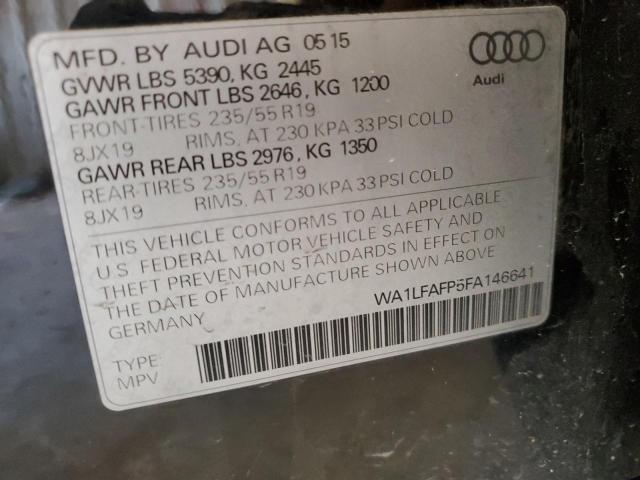 MFD. BY AUDI AG 05 15
GVWR LBS 5390, KG 2445
GAWR FRONT LBS 2646, KG 1200
FRONT-TIRES 235/55 R19
8JX19 RIMS, AT 230 KPA 33 PSI COLD
GAWR REAR LBS 2976, KG 1350
REAR-TIRES 235/55 R19
8JX19 RIMS, AT 230 KPA 33 PSI COLD
THIS VEHICLE CONFORMS TO ALL APPLICABLE
U.S. FEDERAL MOTOR VEHICLE SAFETY AND
THEFT PREVENTION STANDARDS IN EFFECT ON
THE DATE OF MANUFACTURE SHOWN ABOVE
GERMANY
WA1LFAFP5FA146641
TYPE:
MPV
Audi